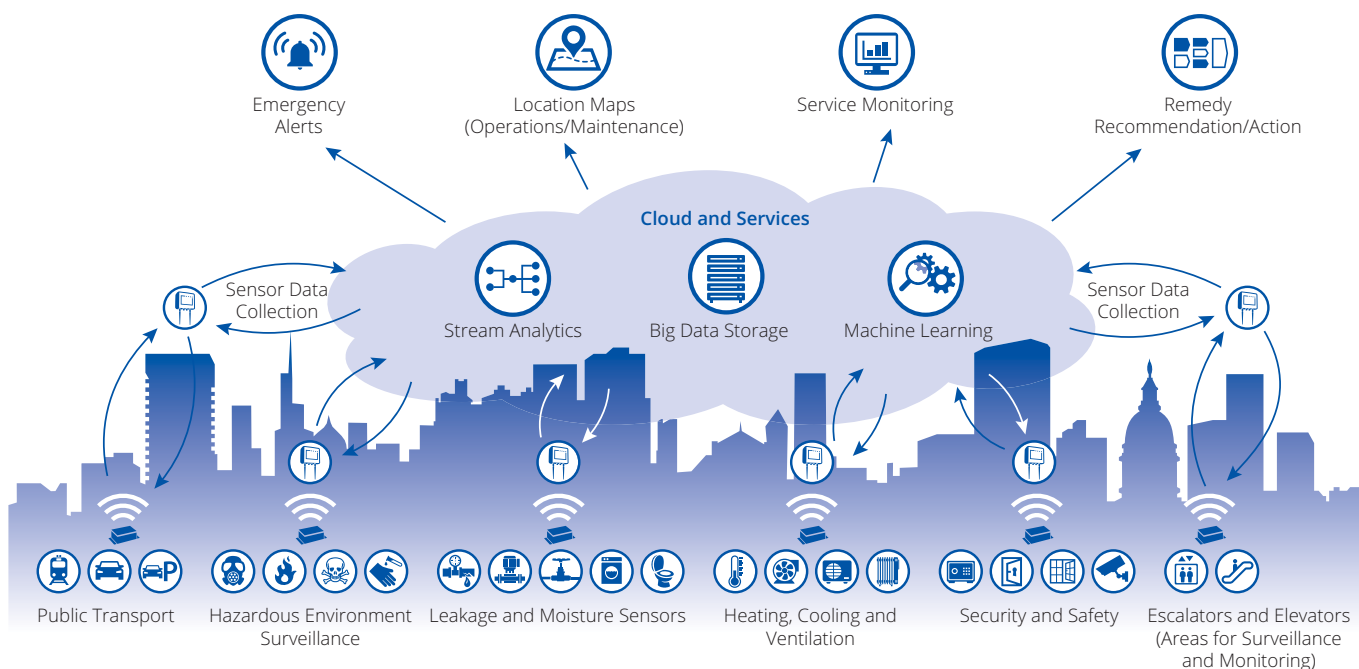 Emergency
Alerts
Location Maps
(Operations/Maintenance)
Service Monitoring
Remedy
Recommendation/Action
Cloud and Services
Sensor Data
Collection
Stream Analytics
Big Data Storage
Machine Learning
Sensor Data
Collection
P
Public Transport
Hazardous Environment
Surveillance
Leakage and Moisture Sensors
Heating, Cooling and
Ventilation
Security and Safety
Escalators and Elevators
(Areas for Surveillance
and Monitoring)